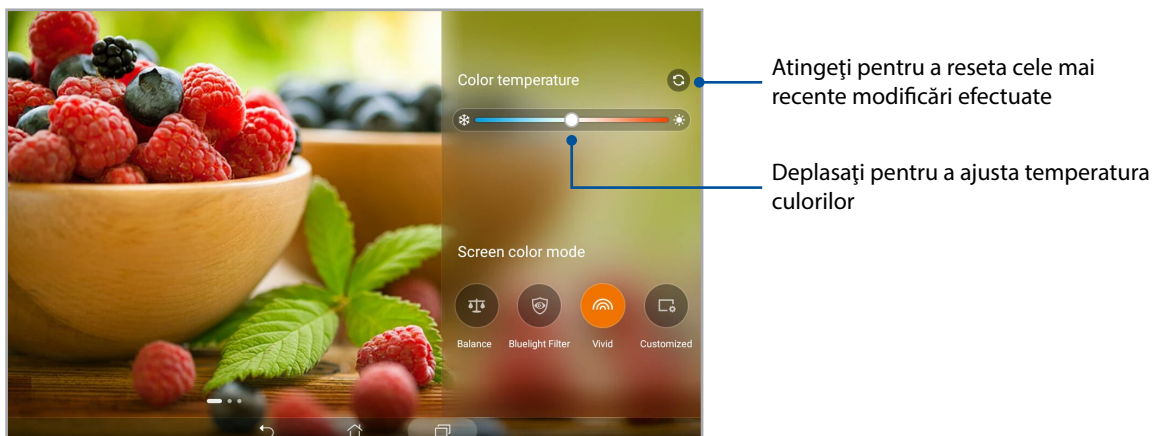 Color temperature
Atingeţi pentru a reseta cele mai
recente modificări efectuate
Deplasaţi pentru a ajusta temperatura
culorilor
Screen color mode
Balance
Bluelight Filter
Vivid
Customized